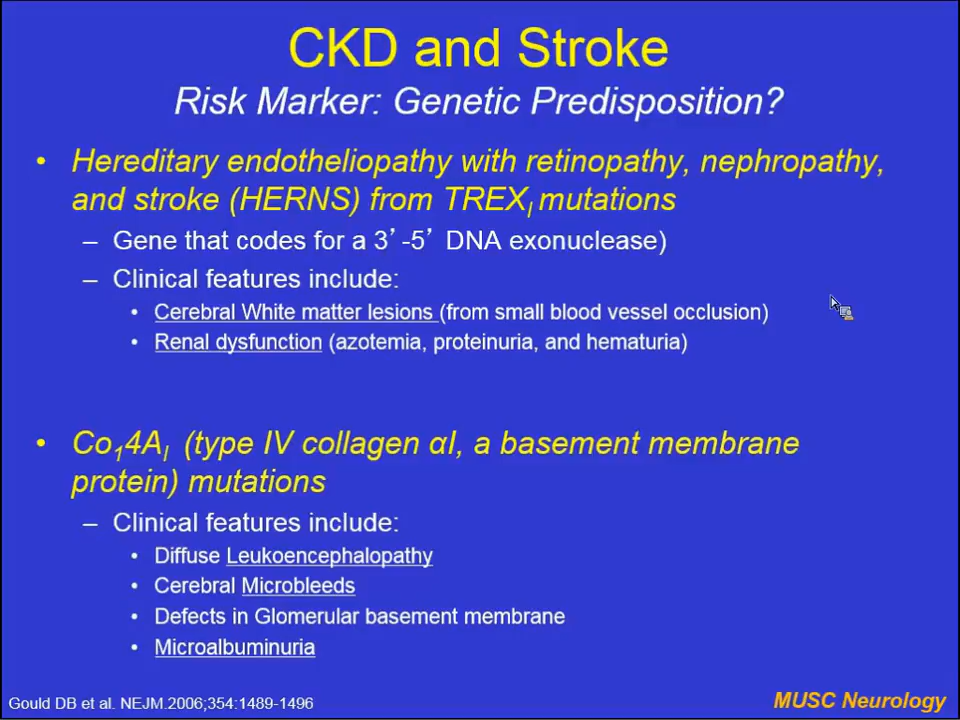 CKD and Stroke
Risk Marker: Genetic Predisposition?
• Hereditary endotheliopathy with retinopathy, nephropathy,
and stroke (HERNS) from TREXI mutations
– Gene that codes for a 3’-5’ DNA exonuclease)
– Clinical features include:
• Cerebral White matter lesions (from small blood vessel occlusion)
• Renal dysfunction (azotemia, proteinuria, and hematuria)
• Co14AI (type IV collagen αI, a basement membrane
protein) mutations
– Clinical features include:
• Diffuse Leukoencephalopathy
• Cerebral Microbleeds
• Defects in Glomerular basement membrane
• Microalbuminuria
Gould DB et al. NEJM.2006;354:1489-1496
MUSC Neurology